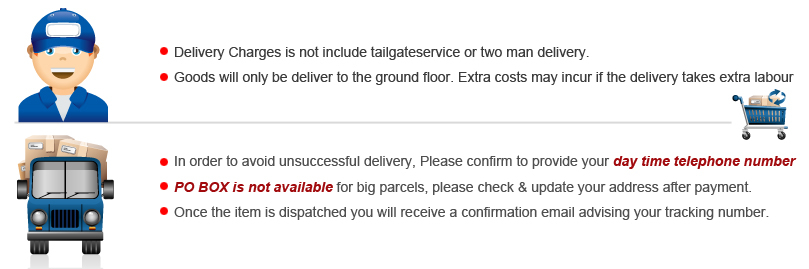 Delivery Charges is not include tailgateservice or two man delivery.
Goods will only be deliver to the ground floor. Extra costs may incur if the delivery takes extra labour
In order to avoid unsuccessful delivery, Please confirm to provide your day time telephone number
PO BOX is not available for big parcels, please check & update your address after payment.
Once the item is dispatched you will receive a confirmation email advising your tracking number.